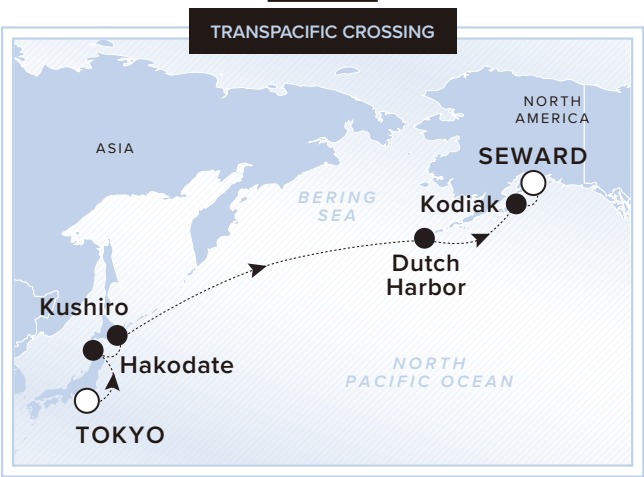 TRANSPACIFIC CROSSING
NORTH
AMERICA
ASIA
SEWARD
BERING
SEA
Kodiak
Dutch
Harbor
Kushiro
Hakodate
NORTH
PACIFIC OCEAN
TOKYO